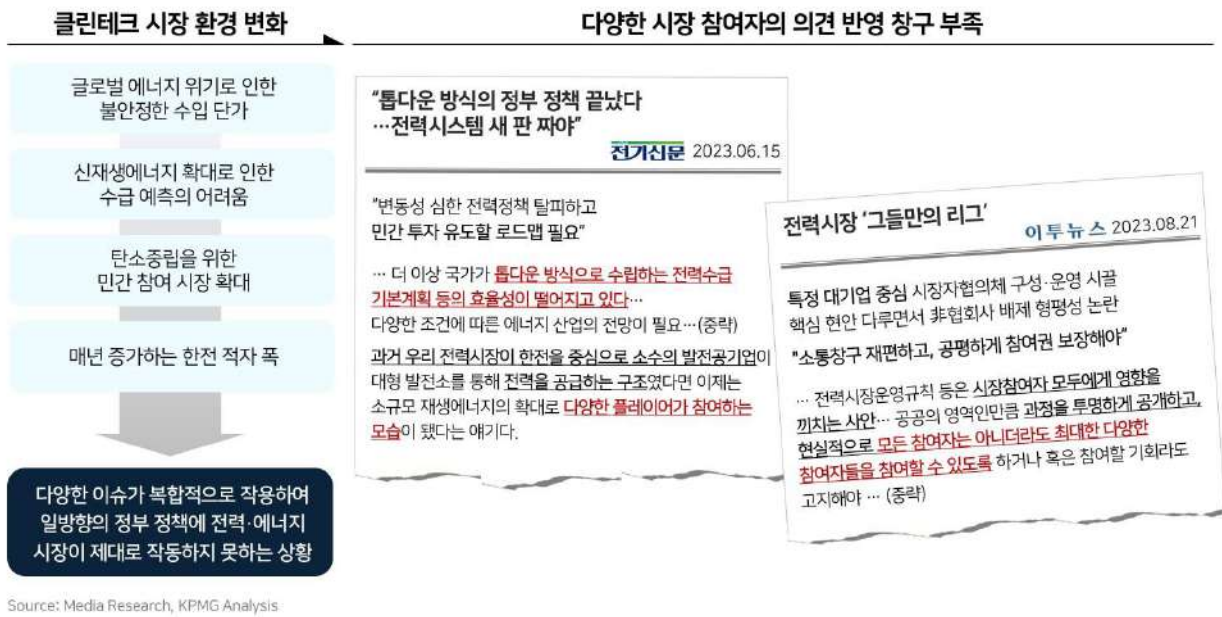 클린테크 시장 환경 변화
글로벌 에너지 위기로 인한
불안정한 수입 단가
신재생에너지 확대로 인한
수급 예측의 어려움
탄소중립을 위한
민간 참여 시장 확대
매년 증가하는 한전 적자 폭
다양한 이슈가 복합적으로 작용하여
일방향의 정부 정책에 전력·에너지
시장이 제대로 작동하지 못하는 상황
다양한 시장 참여자의 의견 반영 창구 부족
“톱다운 방식의 정부 정책 끝났다
…전력시스템 새 판 짜야”
전기신문 2023.06.15
"변동성 심한 전력정책 탈피하고
민간 투자 유도할 로드맵 필요"
… 더 이상 국가가 톱다운 방식으로 수립하는 전력수급
기본계획 등의 효율성이 떨어지고 있다…
다양한 조건에 따른 에너지 산업의 전망이 필요…(중략)
과거 우리 전력시장이 한전을 중심으로 소수의 발전공기업이
대형 발전소를 통해 전력을 공급하는 구조였다면 이제는
소규모 재생에너지의 확대로 다양한 플레이어가 참여하는
모습이 됐다는 얘기다.
전력시장 ‘그들만의 리그’
이투뉴스 2023.08.21
특정 대기업 중심 시장자협의체 구성·운영 시끌
핵심 현안 다루면서 非협회사 배제 형평성 논란
"소통창구 재편하고, 공평하게 참여권 보장해야"
… 전력시장운영규칙 등은 시장참여자 모두에게 영향을
끼치는 사안… 공공의 영역인만큼 과정을 투명하게 공개하고,
현실적으로 모든 참여자는 아니더라도 최대한 다양한
참여자들을 참여할 수 있도록 하거나 혹은 참여할 기회라도
고지해야 … (중략)
Source: Media Research, KPMG Analysis